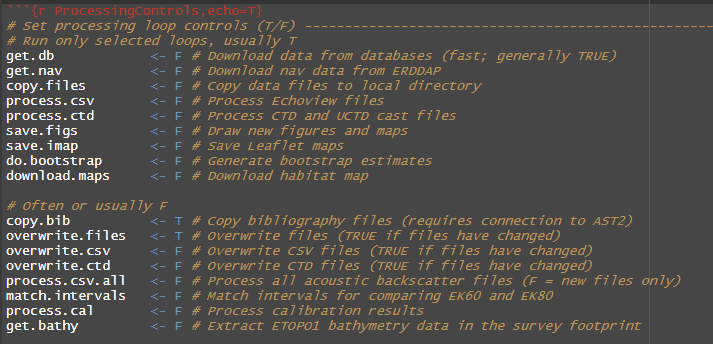 ```{r ProcessingControls,echo=T}
# Set processing loop controls (T/F) ------------------------------------------------
# Run only selected loops, usually T
get.db <- F # Download data from databases (fast; generally TRUE)
get.nav <- F # Download nav data from ERDDAP
copy.files <- F # Copy data files to local directory
process.csv <- F # Process Echoview files
process.ctd <- F # Process CTD and UCTD cast files
save.figs <- F # Draw new figures and maps
save.imap <- F # Save Leaflet maps
do.bootstrap <- F # Generate bootstrap estimates
download.maps <- F # Download habitat map
# Often or usually F
copy.bib <- T # Copy bibliography files (requires connection to AST2)
overwrite.files <- T # Overwrite files (TRUE if files have changed)
overwrite.csv <- F # Overwrite CSV files (TRUE if files have changed)
overwrite.ctd <- F # Overwrite CTD files (TRUE if files have changed)
process.csv.all <- F # Process all acoustic backscatter files (F = new files only)
match.intervals <- F # Match intervals for comparing EK60 and EK80
process.cal <- F # Process calibration results
get.bathy <- F # Extract ETOPO1 bathymetry data in the survey footprint